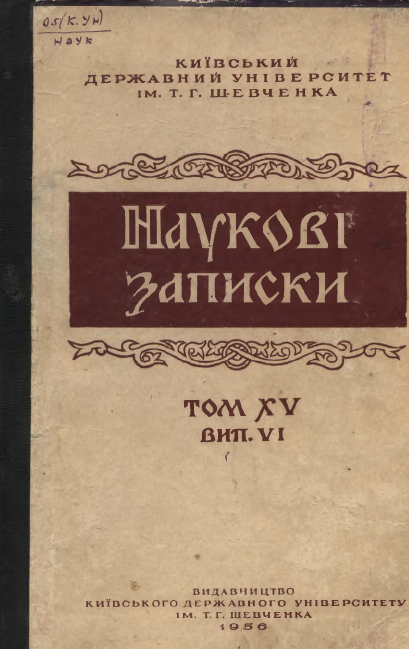 05(К.Ун)
Наук
КИЇВСЬКИЙ
ДЕРЖАВНИЙ УНІВЕРСИТЕТ
ІМ. Т. Г. ШЕВЧЕНКА
НАУКОВІ
ЗАПИСКИ
ТОМ XV
ВИП. VI
ВИДАВНИЦТВО
КИЇВСЬКОГО ДЕРЖАВНОГО УНІВЕРСИТЕТУ
ІМ. Т. Г. ШЕВЧЕНКА
1956